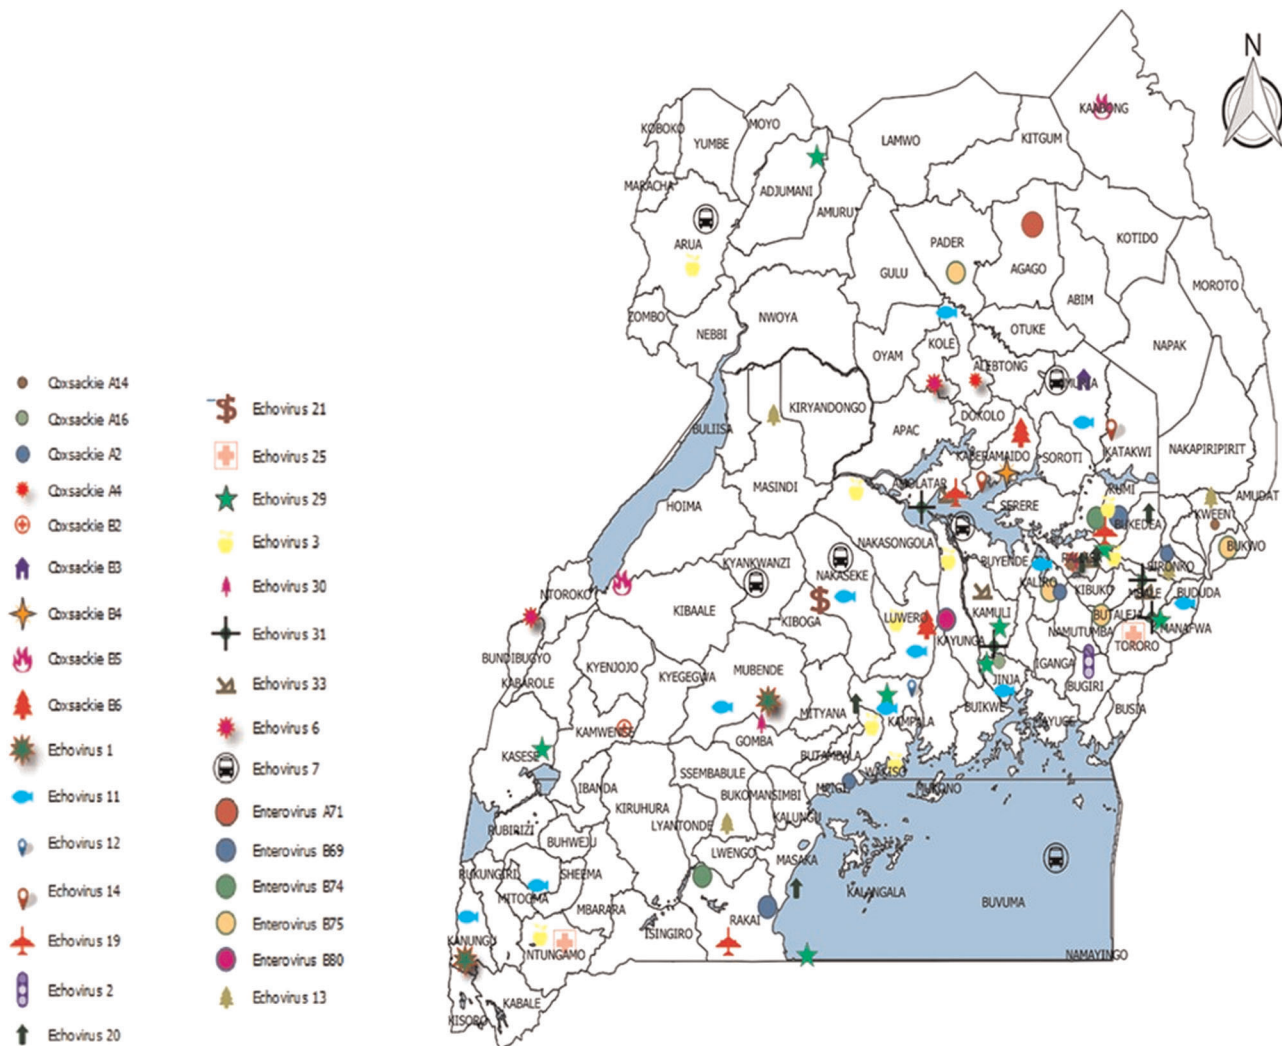 N
KAABONG
KOBOKO
YUMBE
MOYO
LAMWO
KITGUM
MARACHA
ADJUMANI
AMURU
ARUA
PADER
AGAGO
KOTIDO
GULU
ABIM
MOROTO
ZOMBO
NEBBI
NWOYA
OTUKE
NAPAK
OYAM
KOLE
ALEBTONG
KIRYANDONGO
DOKOLO
APAC
BULIISA
KABERAMAIDO
SOROTI
KATAKWI
NAKAPIRIPIRIT
MASINDI
AMOLATAR
KUMI
AMUDAT
HOIMA
SERERE
BUKEDEA
KWEEN
NAKASONGOLA
BUKWO
KYANKWANZI
NAKASEKE
BUYENDE
NTOROKO
KIBAALE
KIBOGA
LUWERO
KAMULI
KALIRO
KIBUKU
BUDUDA
BUTALEJA
MANAFWA
KAYUNGA
NAMUTUMBA
TORORO
BUNDIBUGYO
KYENJOJO
KYEGEGWA
MUBENDE
IGANGA
JINJA
BUGIRI
KABAROLE
MITYANA
BUIKWE
BUSIA
KAMPALA
MAYUGE
KAMWENGE
GOMBA
BUTAMBALA
KASESE
WAKISO
SSEMBABULE
MPIGI
MUKONO
IBANDA
BUKOMANSIMBI
KIRUHURA
KALUNGU
RUBIRIZI
LYANTONDE
BUHWEJU
LWENGO
MASAKA
RUKUNGIRI
SHEEMA
MITOOMA
KALANGALA
BUVUMA
MBARARA
RAKAI
ISINGIRO
KANUNGU
NTUNGAMO
NAMAYINGO
KABALE
KISORO
Coxsackie A14
Coxsackie A16
Coxsackie A2
Coxsackie A4
Coxsackie B2
Coxsackie B3
Coxsackie B4
Coxsackie B5
Coxsackie B6
Echovirus 1
Echovirus 11
Echovirus 12
Echovirus 14
Echovirus 19
Echovirus 2
Echovirus 20
Echovirus 21
Echovirus 25
Echovirus 29
Echovirus 3
Echovirus 30
Echovirus 31
Echovirus 33
Echovirus 6
Echovirus 7
Enterovirus A71
Enterovirus B69
Enterovirus B74
Enterovirus B75
Enterovirus B80
Echovirus 13